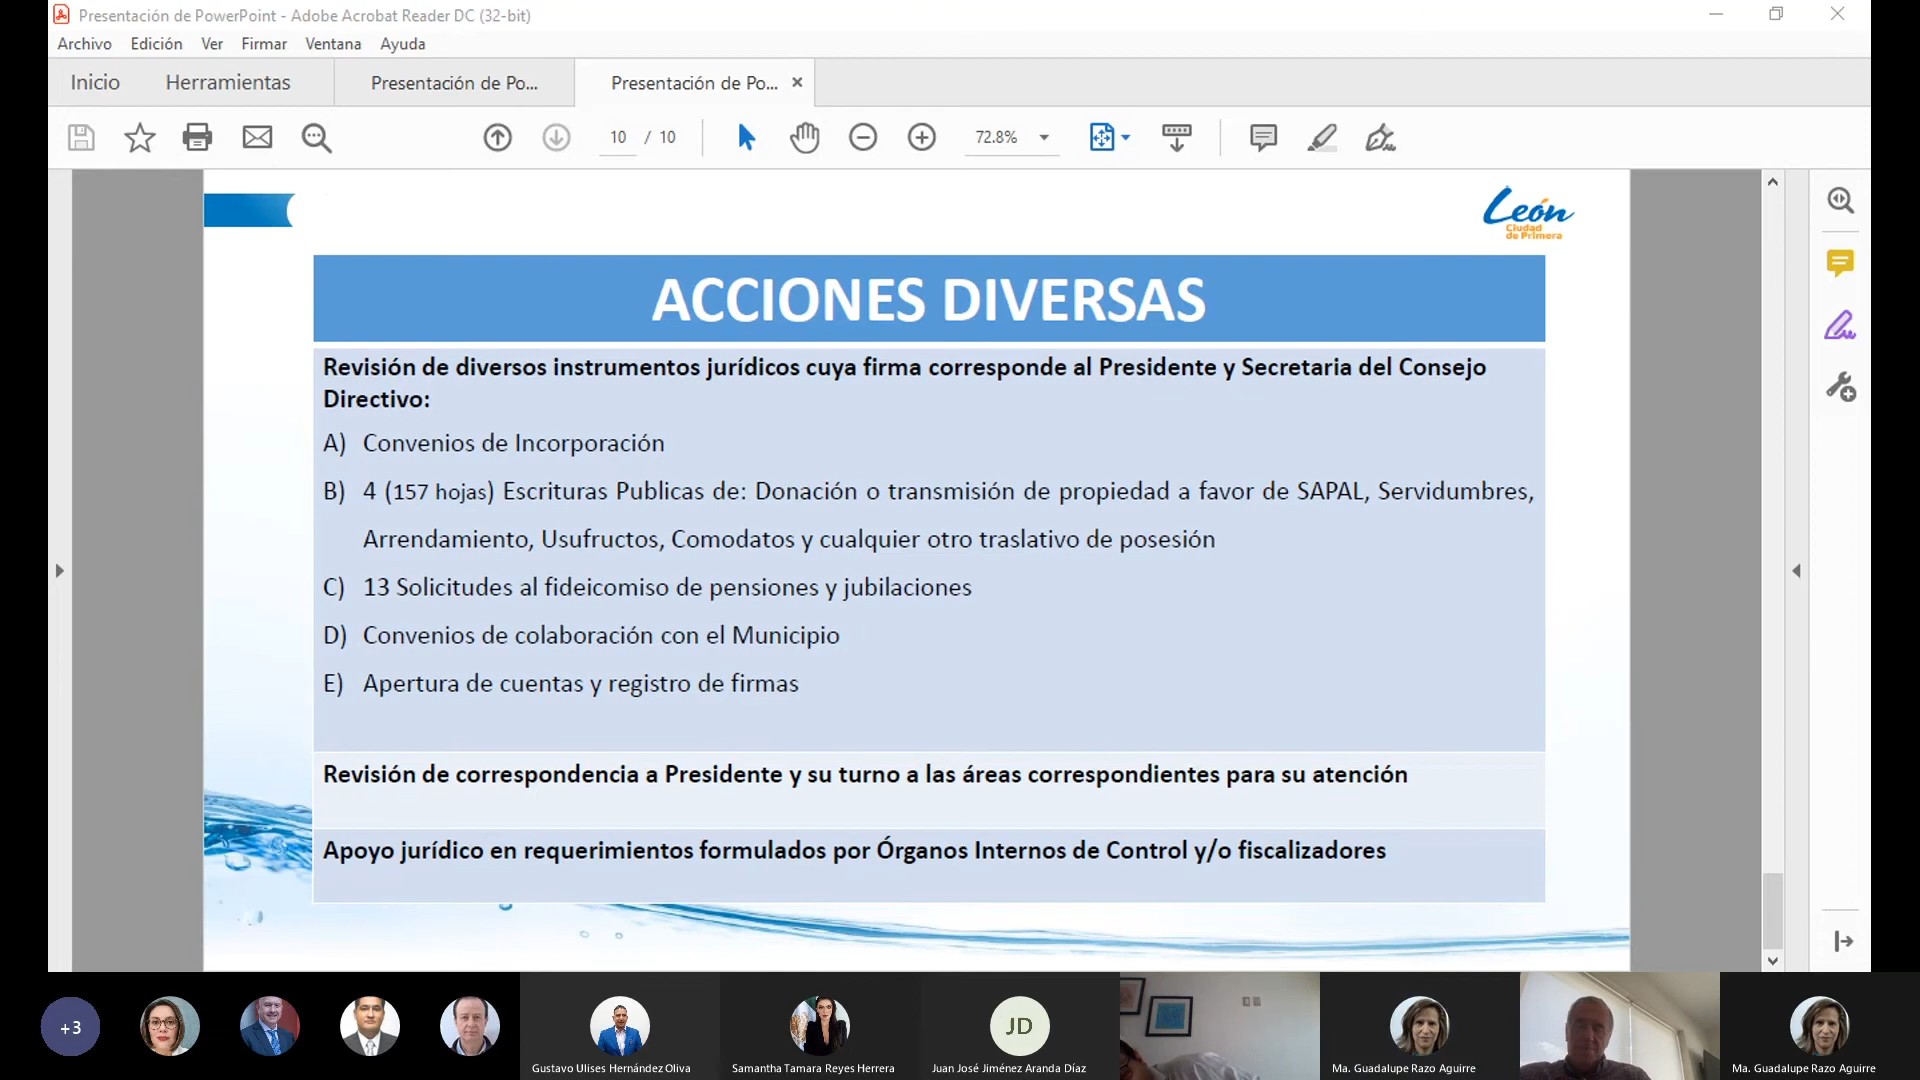 Presentación de PowerPoint - Adobe Acrobat Reader DC (32-bit)
Archivo Edición Ver Firmar Ventana Ayuda
Inicio Herramientas Presentación de Po... Presentación de Po... ×
10 / 10 72.8%
León
Ciudad
de Primera
ACCIONES DIVERSAS
Revisión de diversos instrumentos jurídicos cuya firma corresponde al Presidente y Secretaria del Consejo
Directivo:
A) Convenios de Incorporación
B) 4 (157 hojas) Escrituras Publicas de: Donación o transmisión de propiedad a favor de SAPAL, Servidumbres,
Arrendamiento, Usufructos, Comodatos y cualquier otro traslativo de posesión
C) 13 Solicitudes al fideicomiso de pensiones y jubilaciones
D) Convenios de colaboración con el Municipio
E) Apertura de cuentas y registro de firmas
Revisión de correspondencia a Presidente y su turno a las áreas correspondientes para su atención
Apoyo jurídico en requerimientos formulados por Órganos Internos de Control y/o fiscalizadores
+3
JD
Gustavo Ulises Hernández Oliva Samantha Tamara Reyes Herrera Juan José Jiménez Aranda Díaz Ma. Guadalupe Razo Aguirre Ma. Guadalupe Razo Aguirre